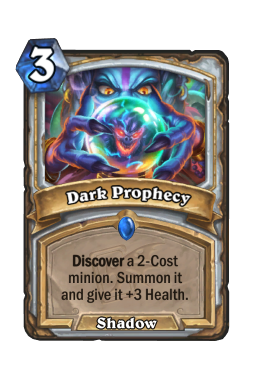 3
Dark Prophecy
Discover a 2-Cost
minion. Summon it
and give it +3 Health.
Shadow